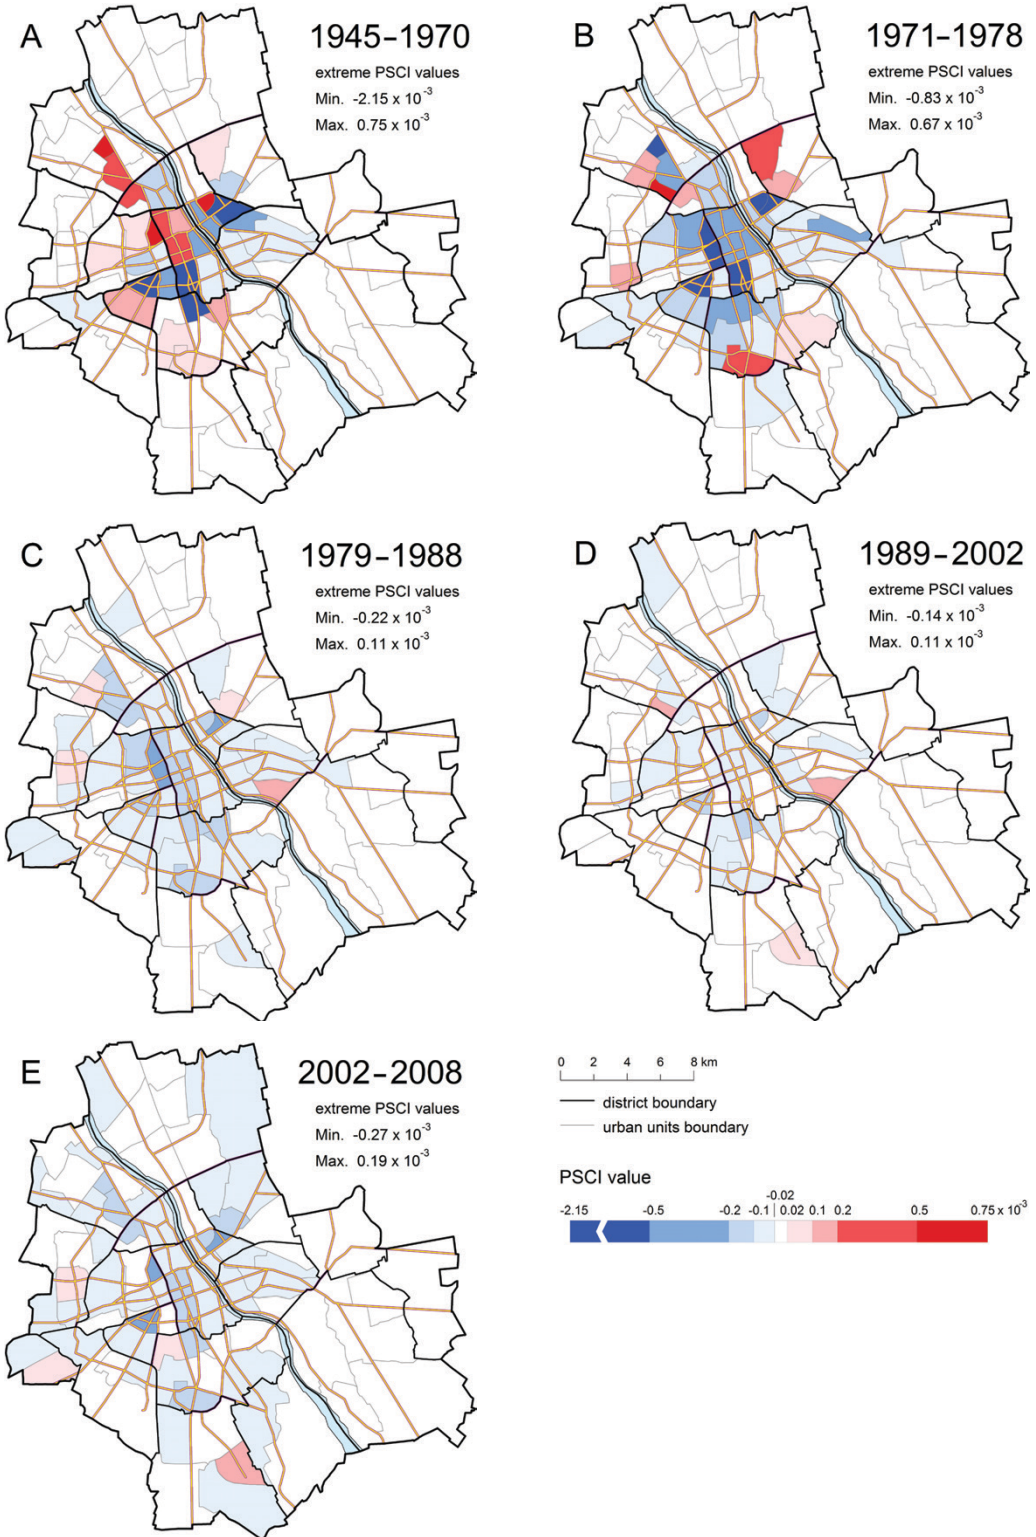 A
1945–1970
extreme PSCI values
Min. -2.15 x 10⁻³
Max. 0.75 x 10⁻³
B
1971–1978
extreme PSCI values
Min. -0.83 x 10⁻³
Max. 0.67 x 10⁻³
C
1979–1988
extreme PSCI values
Min. -0.22 x 10⁻³
Max. 0.11 x 10⁻³
D
1989–2002
extreme PSCI values
Min. -0.14 x 10⁻³
Max. 0.11 x 10⁻³
E
2002–2008
extreme PSCI values
Min. -0.27 x 10⁻³
Max. 0.19 x 10⁻³
0 2 4 6 8 km
district boundary
urban units boundary
PSCI value
-0.02
-2.15 -0.5 -0.2 -0.1 0.02 0.1 0.2 0.5 0.75 x 10⁻³